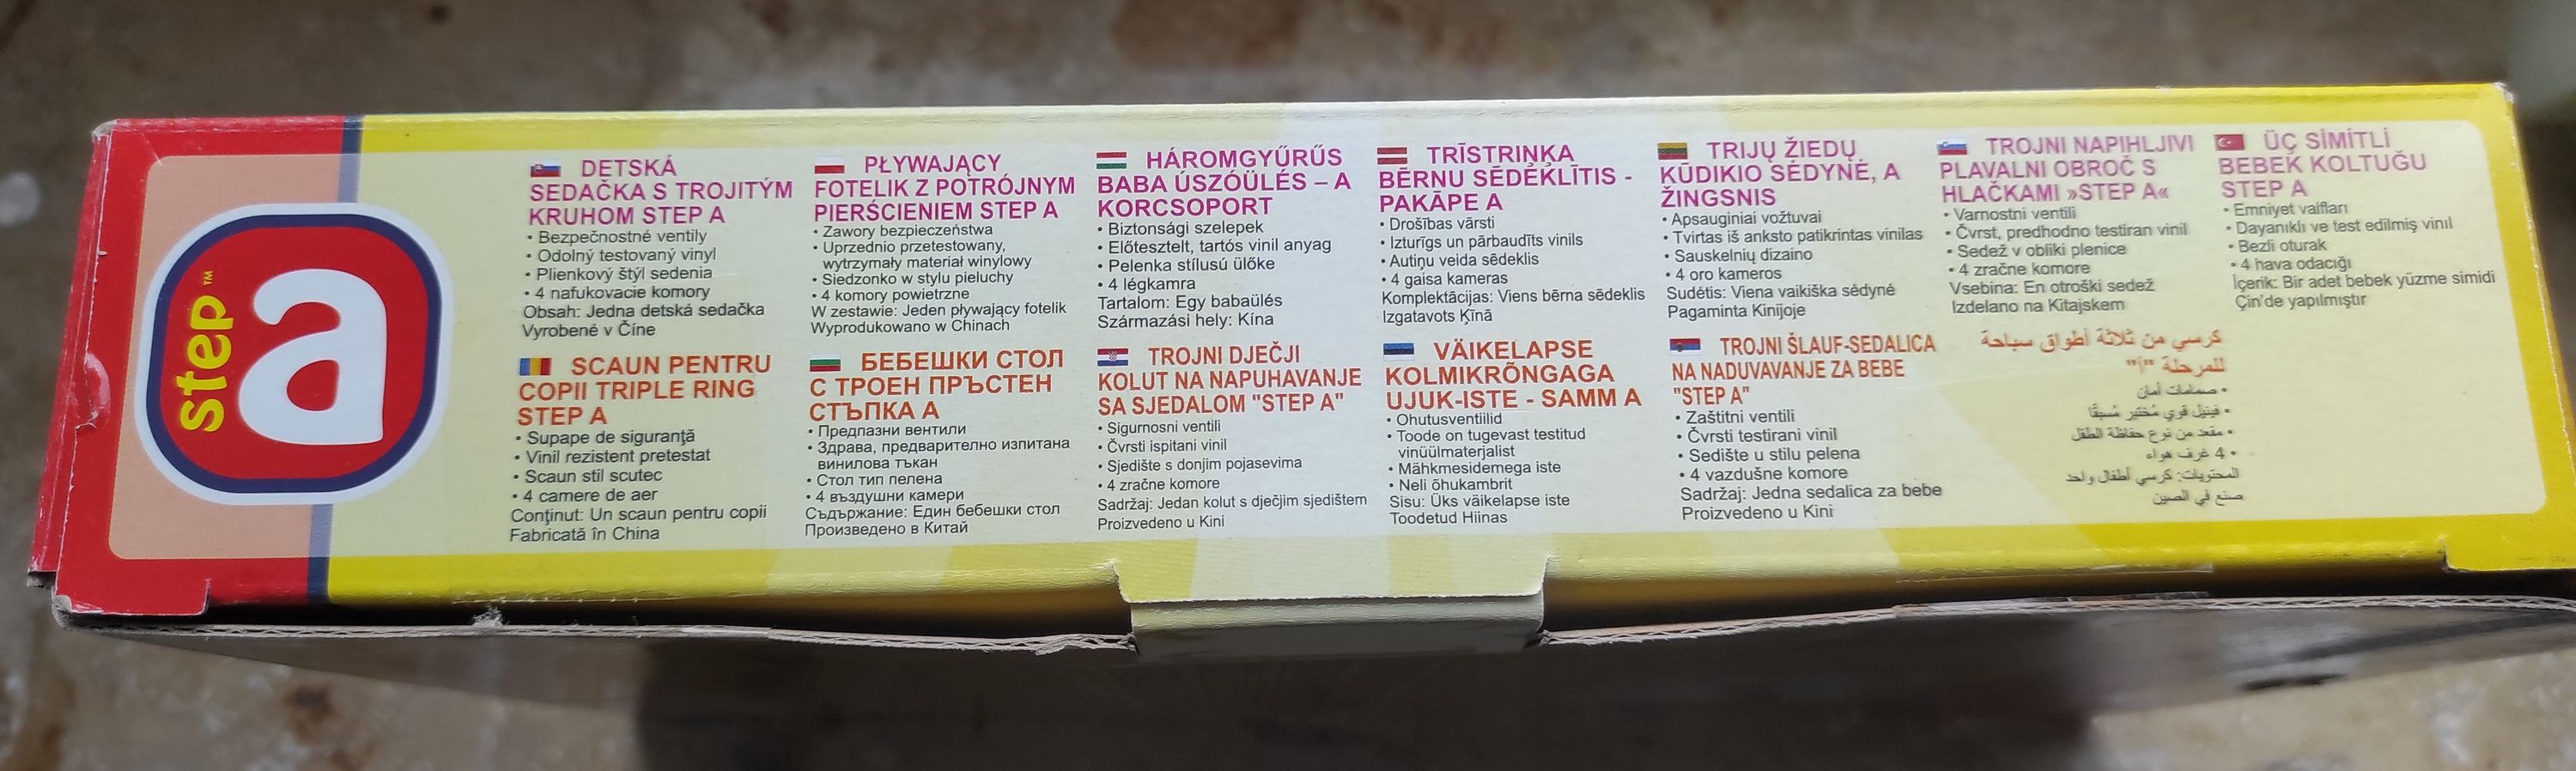 step™
a
DETSKÁ
SEDAČKA S TROJITÝM
KRUHOM STEP A
• Bezpečnostné ventily
• Odolný testovaný vinyl
• Plienkový štýl sedenia
• 4 nafukovacie komory
Obsah: Jedna detská sedačka
Vyrobené v Číne
PŁYWAJĄCY
FOTELIK Z POTRÓJNYM
PIERŚCIENIEM STEP A
• Zawory bezpieczeństwa
• Uprzednio przetestowany,
wytrzymały materiał winylowy
• Siedzonko w stylu pieluchy
• 4 komory powietrzne
W zestawie: Jeden pływający fotelik
Wyprodukowano w Chinach
HÁROMGYŰRŰS
BABA ÚSZÓÜLÉS – A
KORCSOPORT
• Biztonsági szelepek
• Előtesztelt, tartós vinil anyag
• Pelenka stílusú ülőke
• 4 légkamra
Tartalom: Egy babaülés
Származási hely: Kína
TRĪSTRIŅĶA
BĒRNU SĒDĒKLĪTIS -
PAKĀPE A
• Drošības vārsti
• Izturīgs un pārbaudīts vinils
• Autiņu veida sēdeklis
• 4 gaisa kameras
Komplektācijas: Viens bērna sēdeklis
Izgatavots Ķīnā
TRIJŲ ŽIEDŲ
KŪDIKIO SĖDYNĖ, A
ŽINGSNIS
• Apsauginiai vožtuvai
• Tvirtas iš anksto patikrintas vinilas
• Sauskelnių dizaino
• 4 oro kameros
Sudėtis: Viena vaikiška sėdynė
Pagaminta Kinijoje
TROJNI NAPIHLJIVI
PLAVALNI OBROČ S
HLAČKAMI »STEP A«
• Varnostni ventili
• Čvrst, predhodno testiran vinil
• Sedež v obliki plenice
• 4 zračne komore
Vsebina: En otroški sedež
Izdelano na Kitajskem
ÜÇ SİMİTLİ
BEBEK KOLTUĞU
STEP A
• Emniyet valfları
• Dayanıklı ve test edilmiş vinıl
• Bezli oturak
• 4 hava odacığı
İçerik: Bir adet bebek yüzme simidi
Çin'de yapılmıştır
SCAUN PENTRU
COPII TRIPLE RING
STEP A
• Supape de siguranţă
• Vinil rezistent pretestat
• Scaun stil scutec
• 4 camere de aer
Conţinut: Un scaun pentru copii
Fabricată în China
БЕБЕШКИ СТОЛ
С ТРОЕН ПРЪСТЕН
СТЪПКА А
• Предпазни вентили
• Здрава, предварително изпитана
винилова тъкан
• Стол тип пелена
• 4 въздушни камери
Съдържание: Един бебешки стол
Произведено в Китай
TROJNI DJEČJI
KOLUT NA NAPUHAVANJE
SA SJEDALOM "STEP A"
• Sigurnosni ventili
• Čvrsti ispitani vinil
• Sjedište s donjim pojasevima
• 4 zračne komore
Sadržaj: Jedan kolut s dječjim sjedištem
Proizvedeno u Kini
VÄIKELAPSE
KOLMIKRÕNGAGA
UJUK-ISTE - SAMM A
• Ohutusventiilid
• Toode on tugevast testitud
vinüülmaterjalist
• Mähkmesidemega iste
• Neli õhukambrit
Sisu: Üks väikelapse iste
Toodetud Hiinas
TROJNI ŠLAUF-SEDALICA
NA NADUVAVANJE ZA BEBE
"STEP A"
• Zaštitni ventili
• Čvrsti testirani vinil
• Sedište u stilu pelena
• 4 vazdušne komore
Sadržaj: Jedna sedalica za bebe
Proizvedeno u Kini
كرسي من ثلاثة أطواق سباحة
للمرحلة "أ"
• صمامات أمان
• فينيل قوي مُختبر مُسبقًا
• مقعد من نوع حفاظة الطفل
• 4 غرف هواء
المحتويات: كرسي أطفال واحد
صنع في الصين